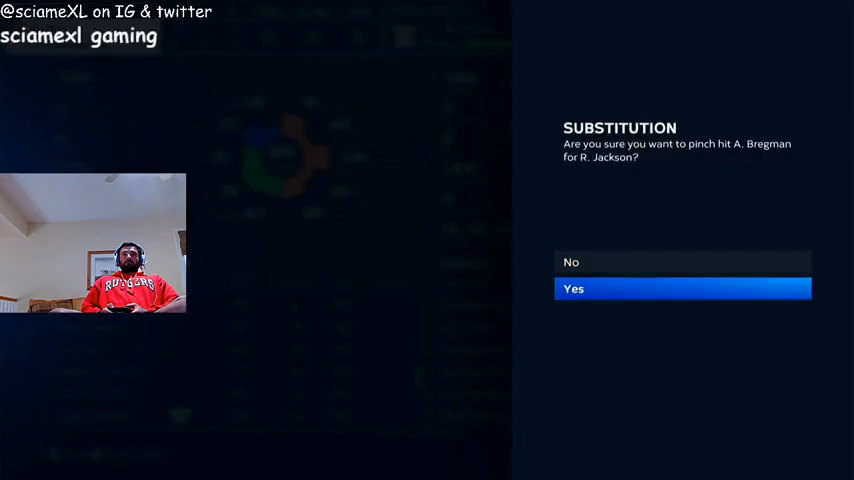 @sciameXL on IG & twitter
sciamexl gaming
SUBSTITUTION
Are you sure you want to pinch hit A. Bregman
for R. Jackson?
No
Yes
RUTGERS